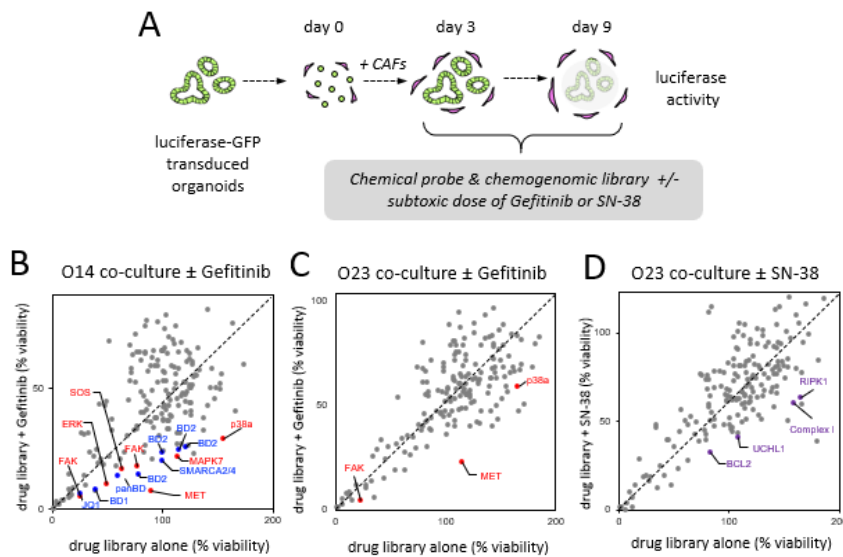 A
day 0
day 3
day 9
+ CAFs
luciferase-GFP
transduced
organoids
luciferase
activity
Chemical probe & chemogenomic library +/-
subtoxic dose of Gefitinib or SN-38
B
O14 co-culture ± Gefitinib
drug library + Gefitinib (% viability)
50
0
0
100
200
SOS
ERK
FAK
JQ1
BD1
panBD
FAK
BD2
BD2
BD2
BD2
SMARCA2/4
MAPK7
MET
p38a
drug library alone (% viability)
C
O23 co-culture ± Gefitinib
drug library + Gefitinib (% viability)
100
50
0
0
100
200
p38a
FAK
MET
drug library alone (% viability)
D
O23 co-culture ± SN-38
drug library + SN-38 (% viability)
100
0
0
100
200
RIPK1
Complex I
UCHL1
BCL2
drug library alone (% viability)